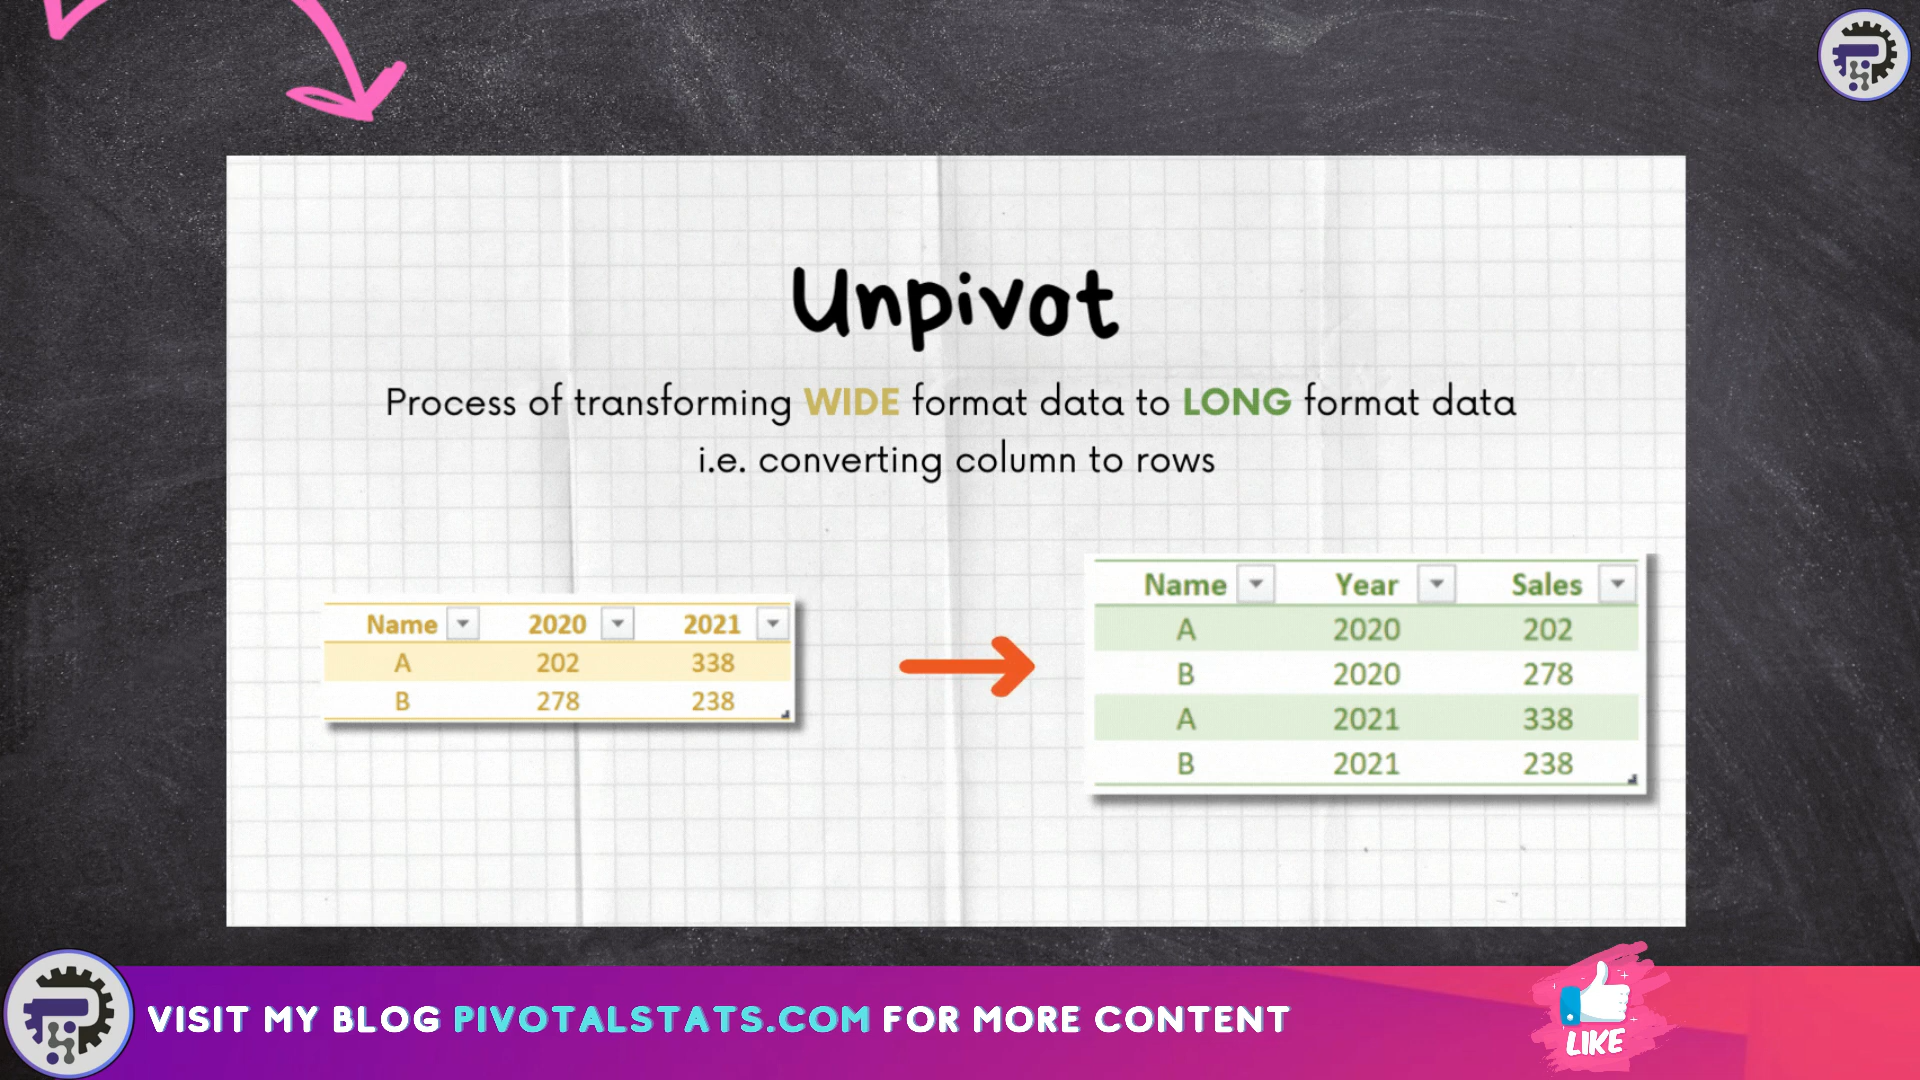 Unpivot
Process of transforming WIDE format data to LONG format data
i.e. converting column to rows
Name 2020 2021
A 202 338
B 278 238
Name Year Sales
A 2020 202
B 2020 278
A 2021 338
B 2021 238
VISIT MY BLOG PIVOTALSTATS.COM FOR MORE CONTENT
LIKE